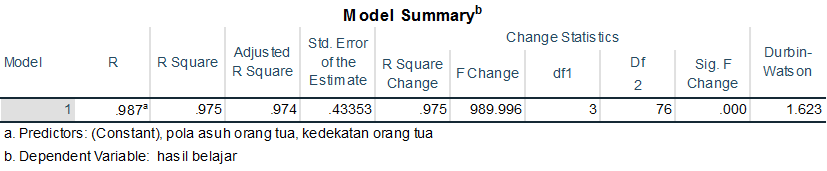 Model Summaryb
Model R R Square Adjusted R Square Std. Error of the Estimate Change Statistics Durbin-Watson
R Square Change F Change df1 Df 2 Sig. F Change
1 .987a .975 .974 .43353 .975 989.996 3 76 .000 1.623
a. Predictors: (Constant), pola asuh orang tua, kedekatan orang tua
b. Dependent Variable: hasil belajar